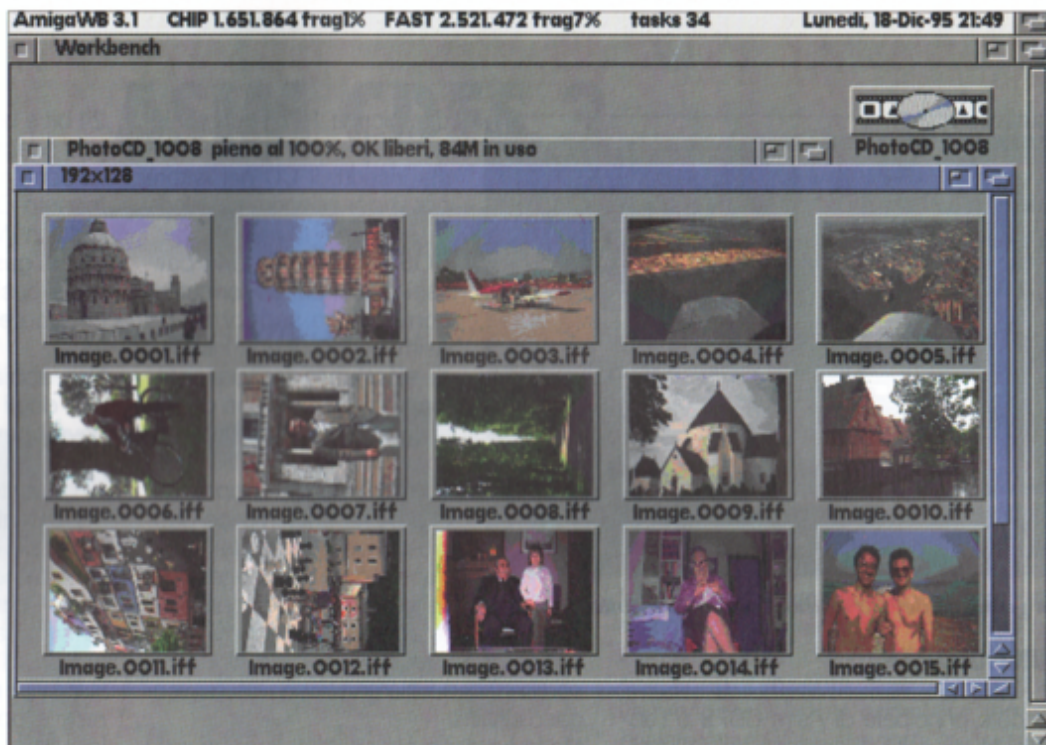 AmigaWB 3.1 CHIP 1.651.864 frag1% FAST 2.521.472 frag7% tasks 34 Lunedì, 18-Dic-95 21:49
Workbench
PhotoCD_1008 pieno al 100%, 0K liberi, 84M in uso
PhotoCD_1008
192x128
Image.0001.iff Image.0002.iff Image.0003.iff Image.0004.iff Image.0005.iff
Image.0006.iff Image.0007.iff Image.0008.iff Image.0009.iff Image.0010.iff
Image.0011.iff Image.0012.iff Image.0013.iff Image.0014.iff Image.0015.iff